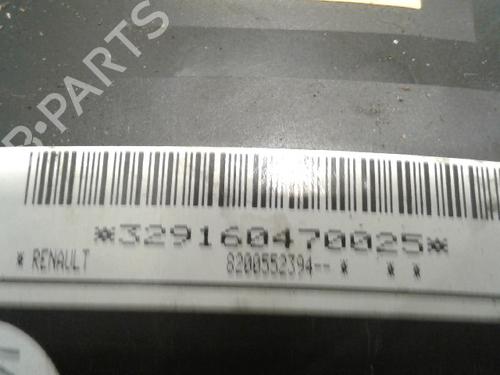 B-PARTS
*329160470025*
* RENAULT 8200552394-- * * *